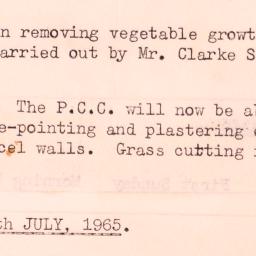 n removing vegetable growt
arried out by Mr. Clarke S
The P.C.C. will now be a
e-pointing and plastering
cel walls. Grass cutting
th JULY, 1965.